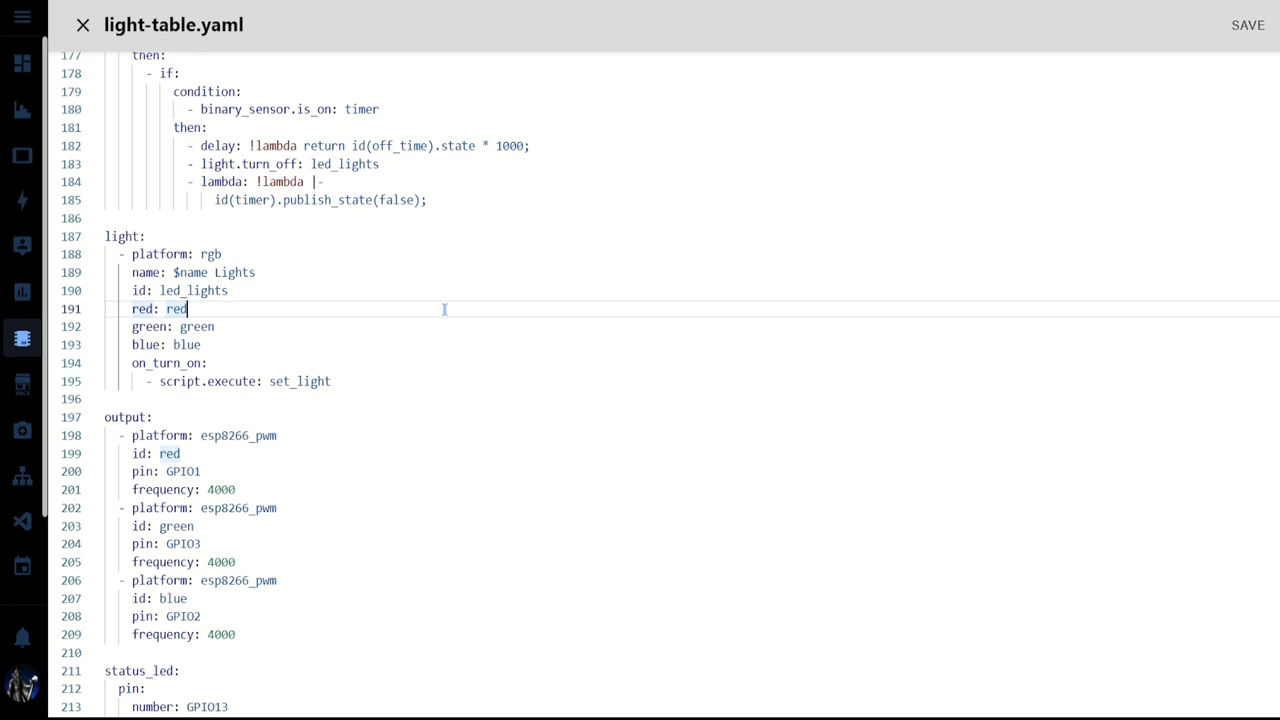 light-table.yaml
SAVE
177 then:
178 - if:
179 condition:
180 - binary_sensor.is_on: timer
181 then:
182 - delay: !lambda return id(off_time).state * 1000;
183 - light.turn_off: led_lights
184 - lambda: !lambda |-
185 id(timer).publish_state(false);
186
187 light:
188 - platform: rgb
189 name: $name Lights
190 id: led_lights
191 red: red
192 green: green
193 blue: blue
194 on_turn_on:
195 - script.execute: set_light
196
197 output:
198 - platform: esp8266_pwm
199 id: red
200 pin: GPIO1
201 frequency: 4000
202 - platform: esp8266_pwm
203 id: green
204 pin: GPIO3
205 frequency: 4000
206 - platform: esp8266_pwm
207 id: blue
208 pin: GPIO2
209 frequency: 4000
210
211 status_led:
212 pin:
213 number: GPIO13